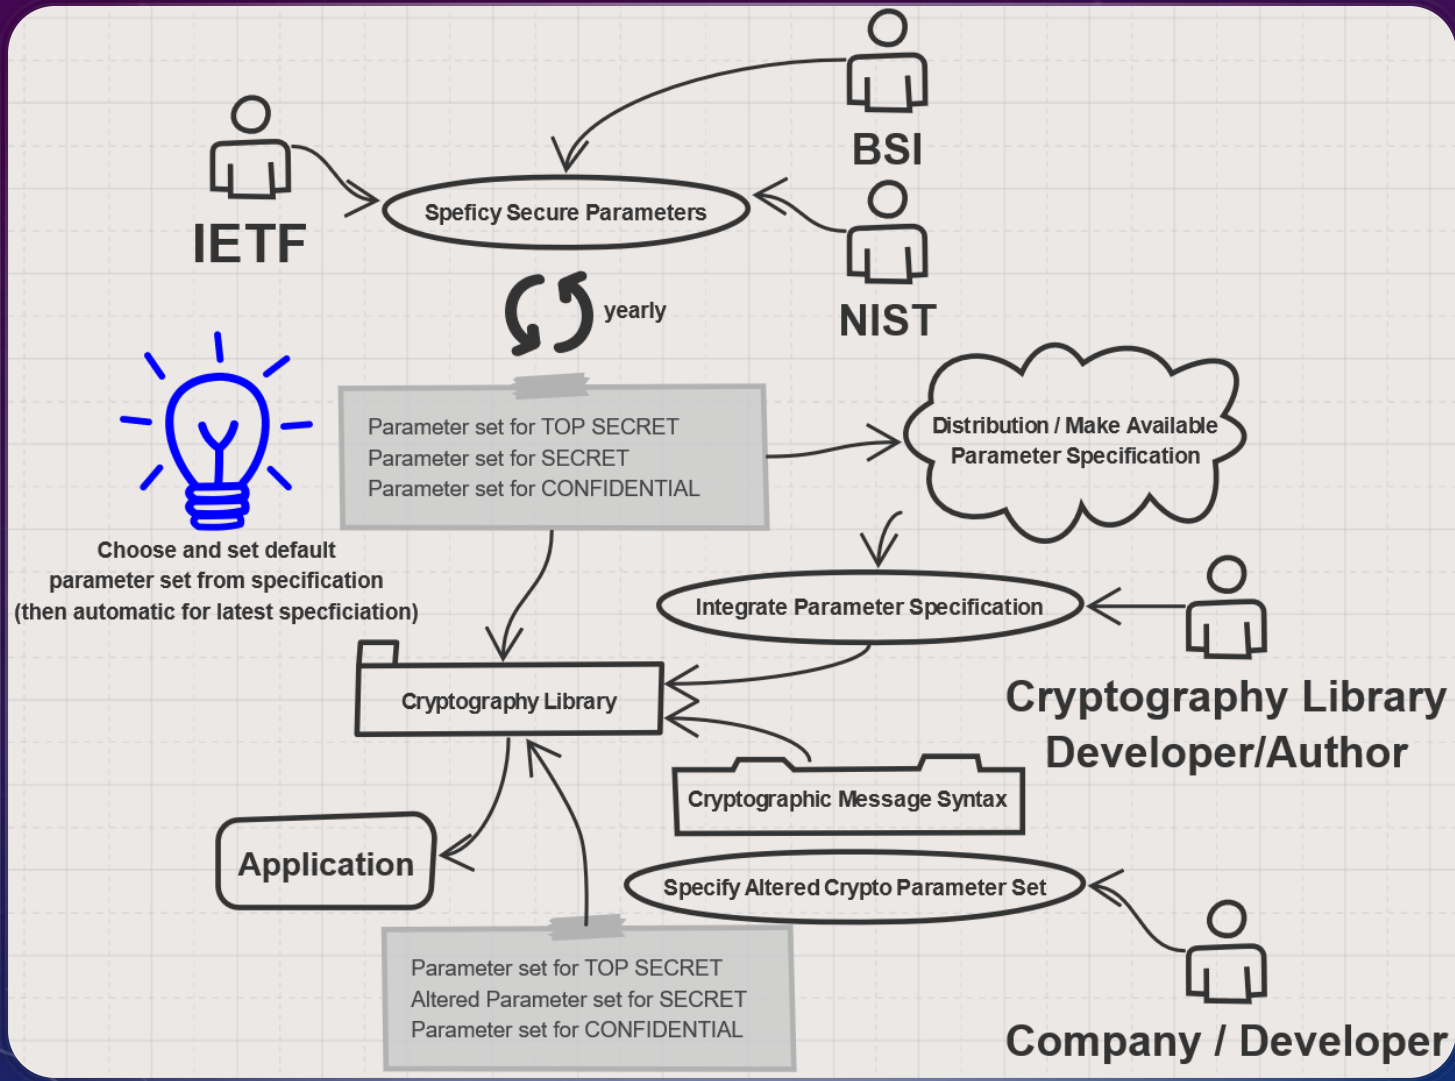 BSI
IETF
Speficy Secure Parameters
NIST
yearly
Parameter set for TOP SECRET
Parameter set for SECRET
Parameter set for CONFIDENTIAL
Distribution / Make Available
Parameter Specification
Choose and set default
parameter set from specification
(then automatic for latest specficiation)
Integrate Parameter Specification
Cryptography Library
Developer/Author
Cryptography Library
Cryptographic Message Syntax
Application
Specify Altered Crypto Parameter Set
Parameter set for TOP SECRET
Altered Parameter set for SECRET
Parameter set for CONFIDENTIAL
Company / Developer